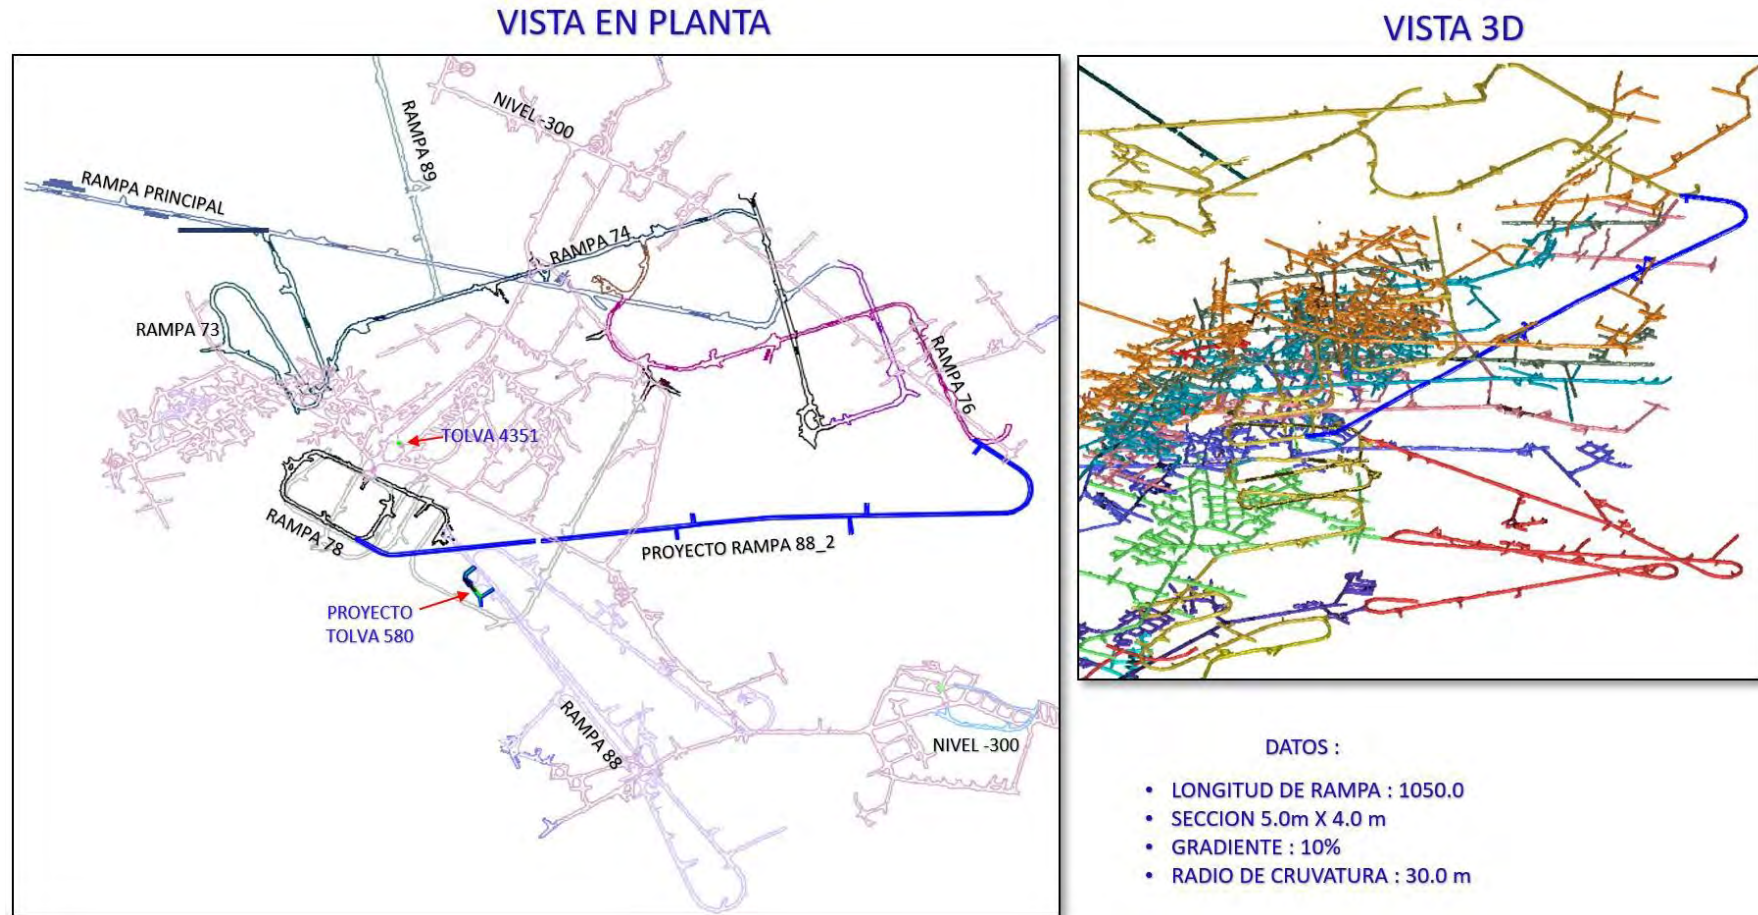 VISTA EN PLANTA
VISTA 3D
NIVEL -300
RAMPA 89
RAMPA PRINCIPAL
RAMPA 74
RAMPA 73
RAMPA 76
TOLVA 4351
RAMPA 78
PROYECTO RAMPA 88_2
PROYECTO
TOLVA 580
RAMPA 88
NIVEL -300
DATOS :
• LONGITUD DE RAMPA : 1050.0
• SECCION 5.0m X 4.0 m
• GRADIENTE : 10%
• RADIO DE CRUVATURA : 30.0 m